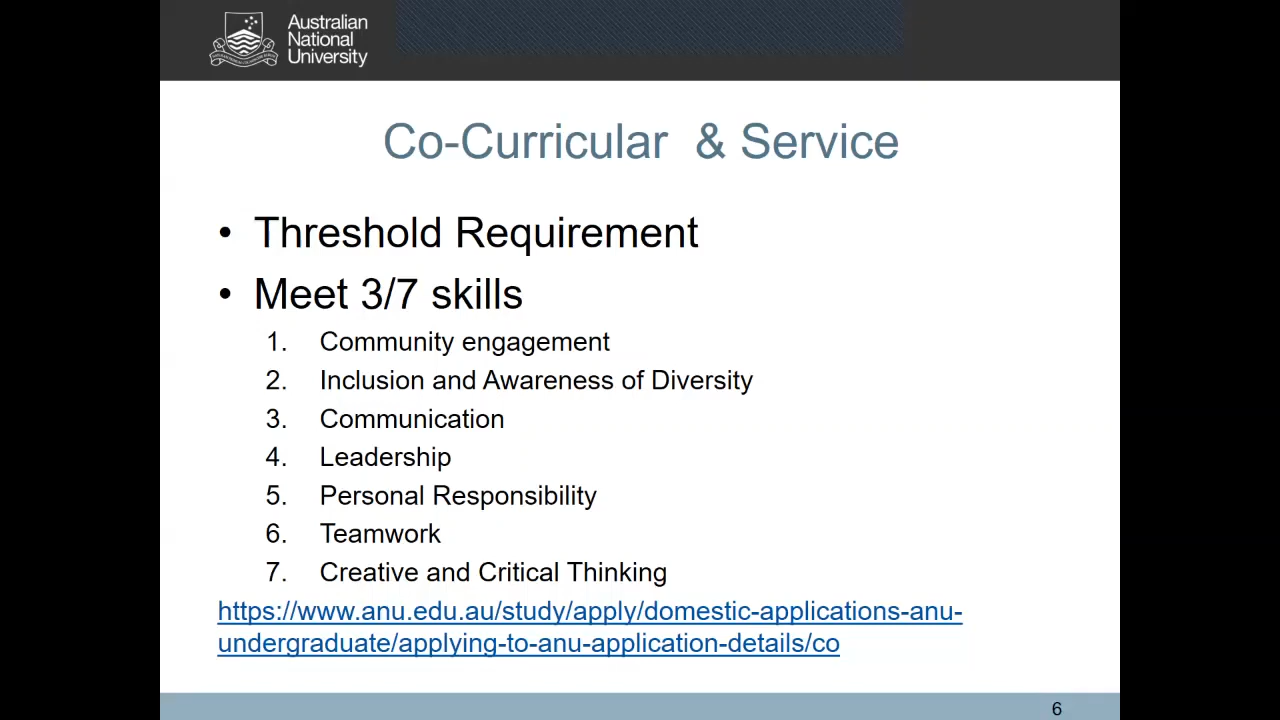 Australian
National
University
Co-Curricular & Service
• Threshold Requirement
• Meet 3/7 skills
1. Community engagement
2. Inclusion and Awareness of Diversity
3. Communication
4. Leadership
5. Personal Responsibility
6. Teamwork
7. Creative and Critical Thinking
https://www.anu.edu.au/study/apply/domestic-applications-anu-
undergraduate/applying-to-anu-application-details/co
6